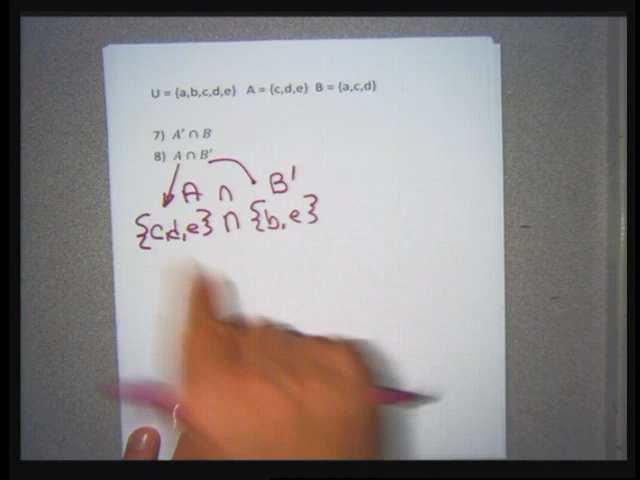 U = {a,b,c,d,e} A = {c,d,e} B = {a,c,d}
7) A' ∩ B
8) A ∩ B'
A ∩ B'
{c,d,e} ∩ {b,e}